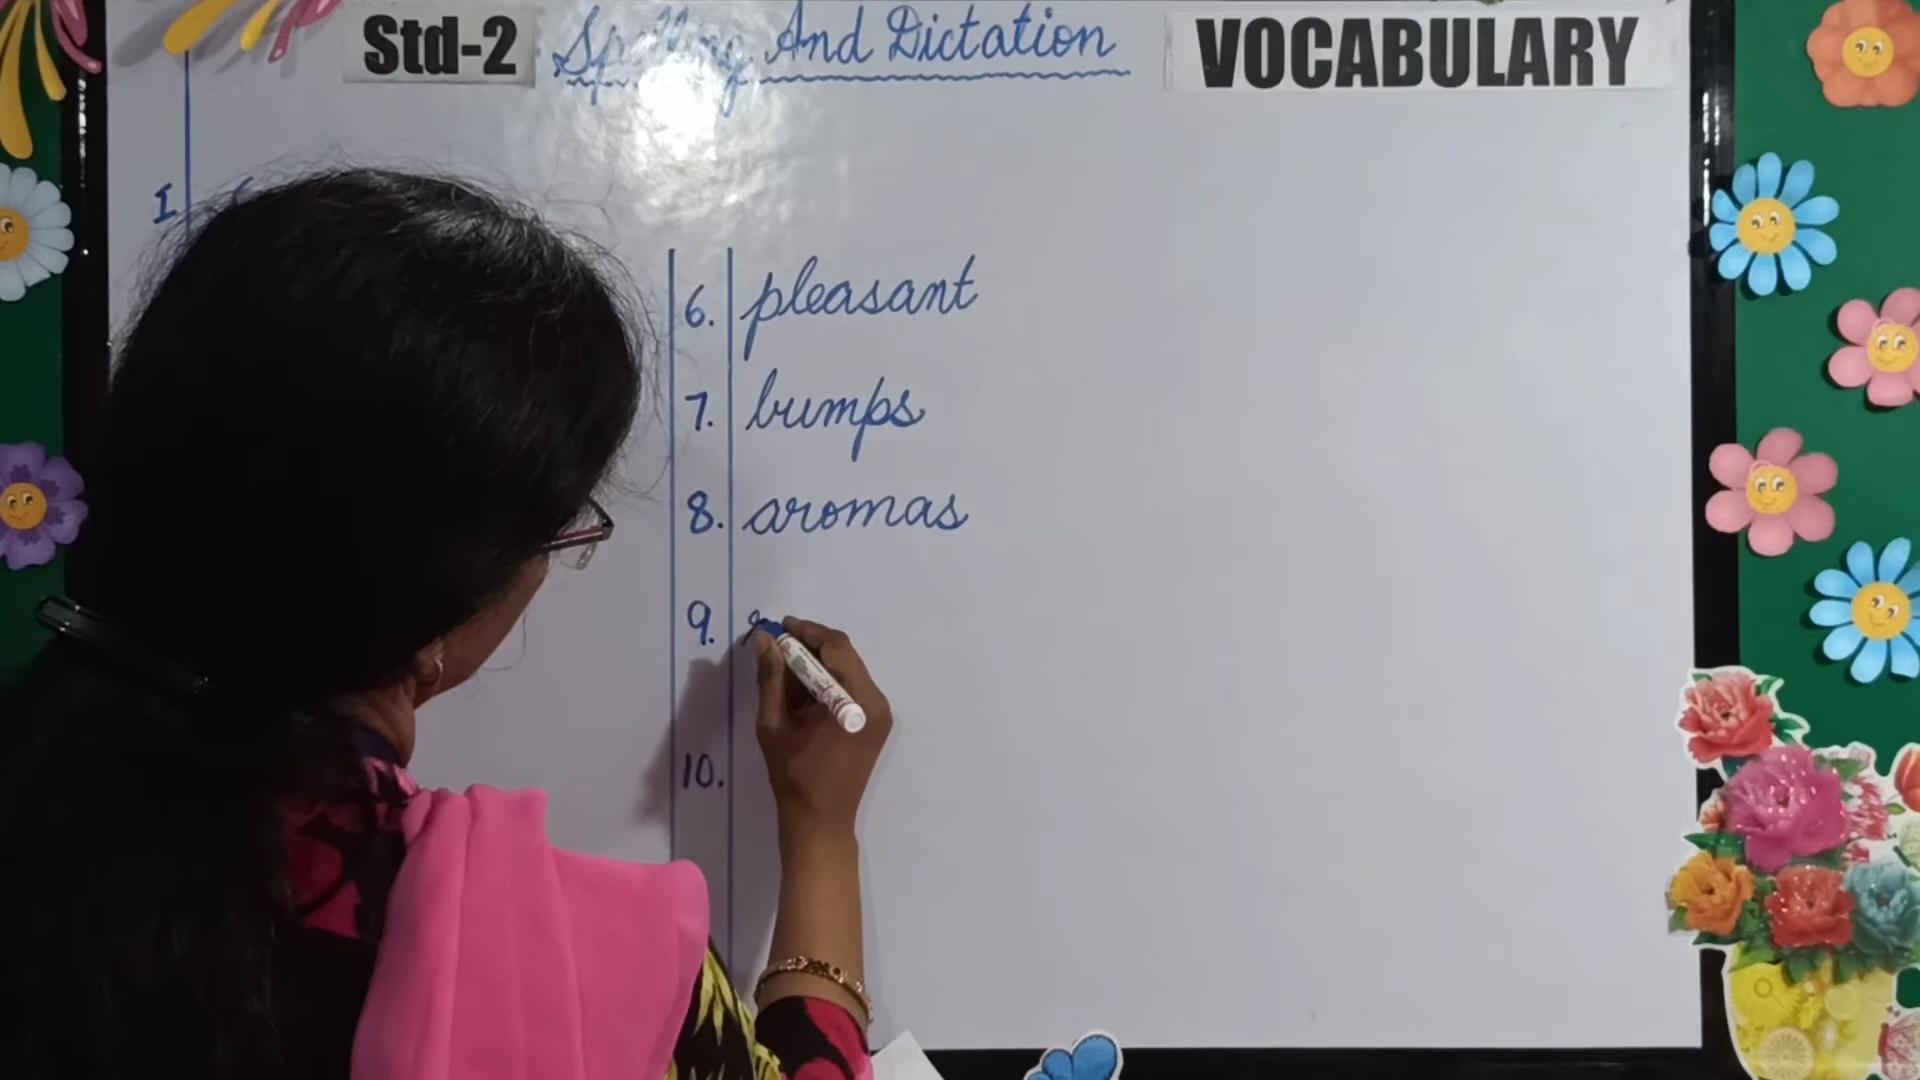 Std-2 Spelling And Dictation VOCABULARY
I
6. pleasant
7. bumps
8. aromas
9.
10.